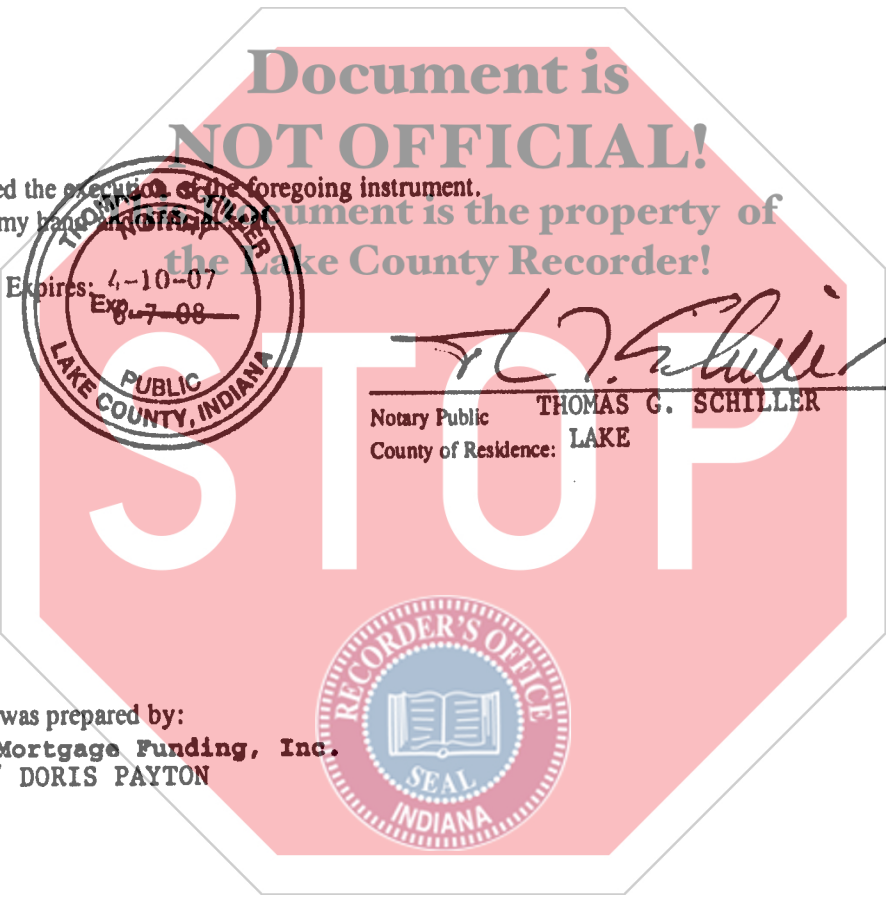 Document is
NOT OFFICIAL!
ed the execution of the foregoing instrument.
This Document is the property of
my hand and official seal.
the Lake County Recorder!
Expires: 4-10-07
Exp. 6-7-08
THOMAS G. SCHILLER
NOTARY
PUBLIC
LAKE COUNTY, INDIANA
THOMAS G. SCHILLER
Notary Public
County of Residence: LAKE
STOP
RECORDER'S OFFICE
SEAL
INDIANA
was prepared by:
Mortgage Funding, Inc.
DORIS PAYTON